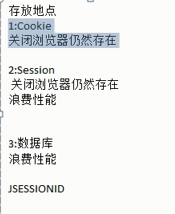 存放地点
1:Cookie
关闭浏览器仍然存在
2:Session
关闭浏览器仍然存在
浪费性能
3:数据库
浪费性能
JSESSIONID